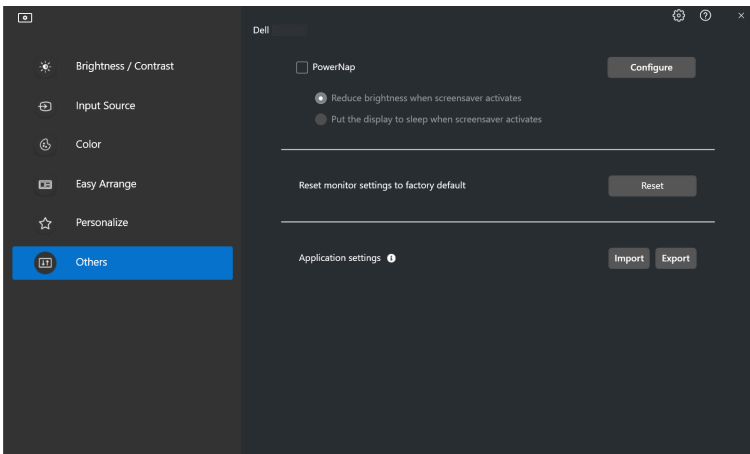 Dell
Brightness / Contrast
Input Source
Color
Easy Arrange
Personalize
Others
PowerNap
Configure
Reduce brightness when screensaver activates
Put the display to sleep when screensaver activates
Reset monitor settings to factory default
Reset
Application settings
Import
Export